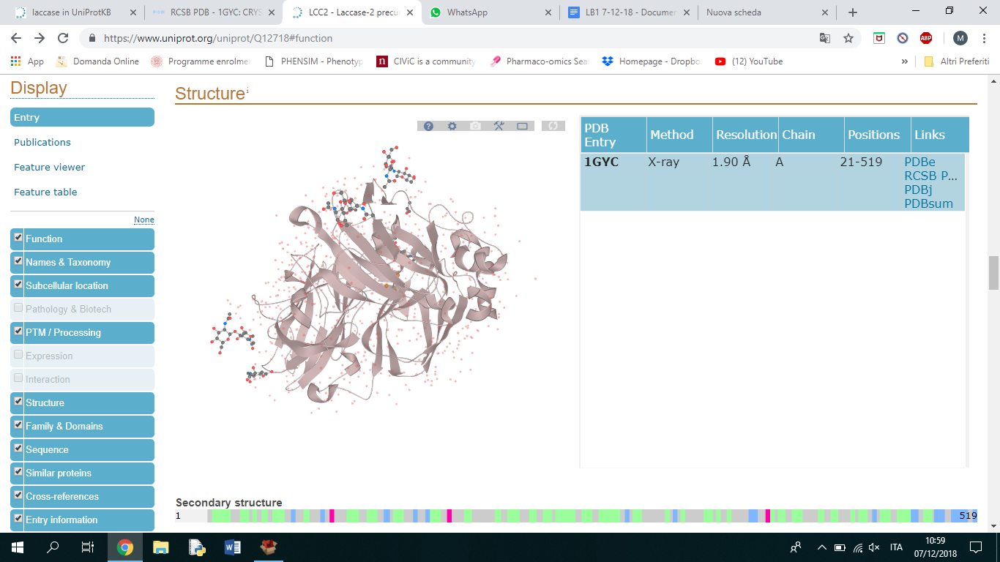 laccase in UniProtKB
RCSB PDB - 1GYC: CRYS
LCC2 - Laccase-2 precu
WhatsApp
LB1 7-12-18 - Documen
Nuova scheda
https://www.uniprot.org/uniprot/Q12718#function
ABP
M
App
Domanda Online
Programme enrolmer
PHENSIM - Phenotyp
n
CIViC is a community
Pharmaco-omics Sea
Homepage - Dropbo
(12) YouTube
»
Altri Preferiti
Display
Entry
Publications
Feature viewer
Feature table
None
Function
Names & Taxonomy
Subcellular location
Pathology & Biotech
PTM / Processing
Expression
Interaction
Structure
Family & Domains
Sequence
Similar proteins
Cross-references
Entry information
Structure i
PDB Entry Method Resolution Chain Positions Links
1GYC X-ray 1.90 Å A 21-519 PDBe
RCSB P...
PDBj
PDBsum
Secondary structure
1 519
ITA
10:59
07/12/2018